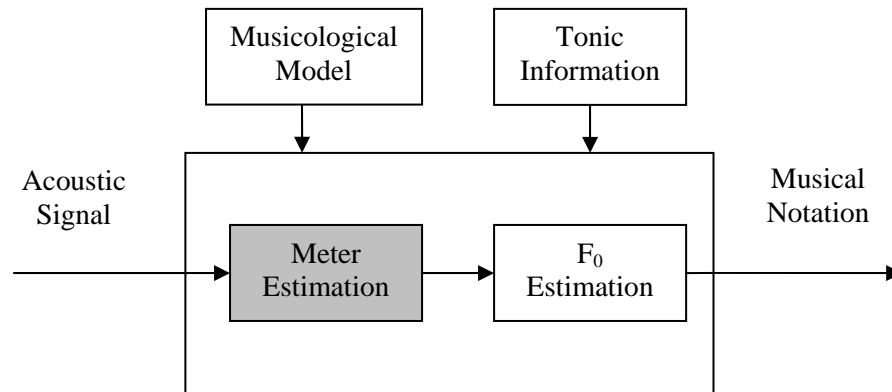 Musicological
Model
Tonic
Information
Acoustic
Signal
Musical
Notation
Meter
Estimation
F₀
Estimation